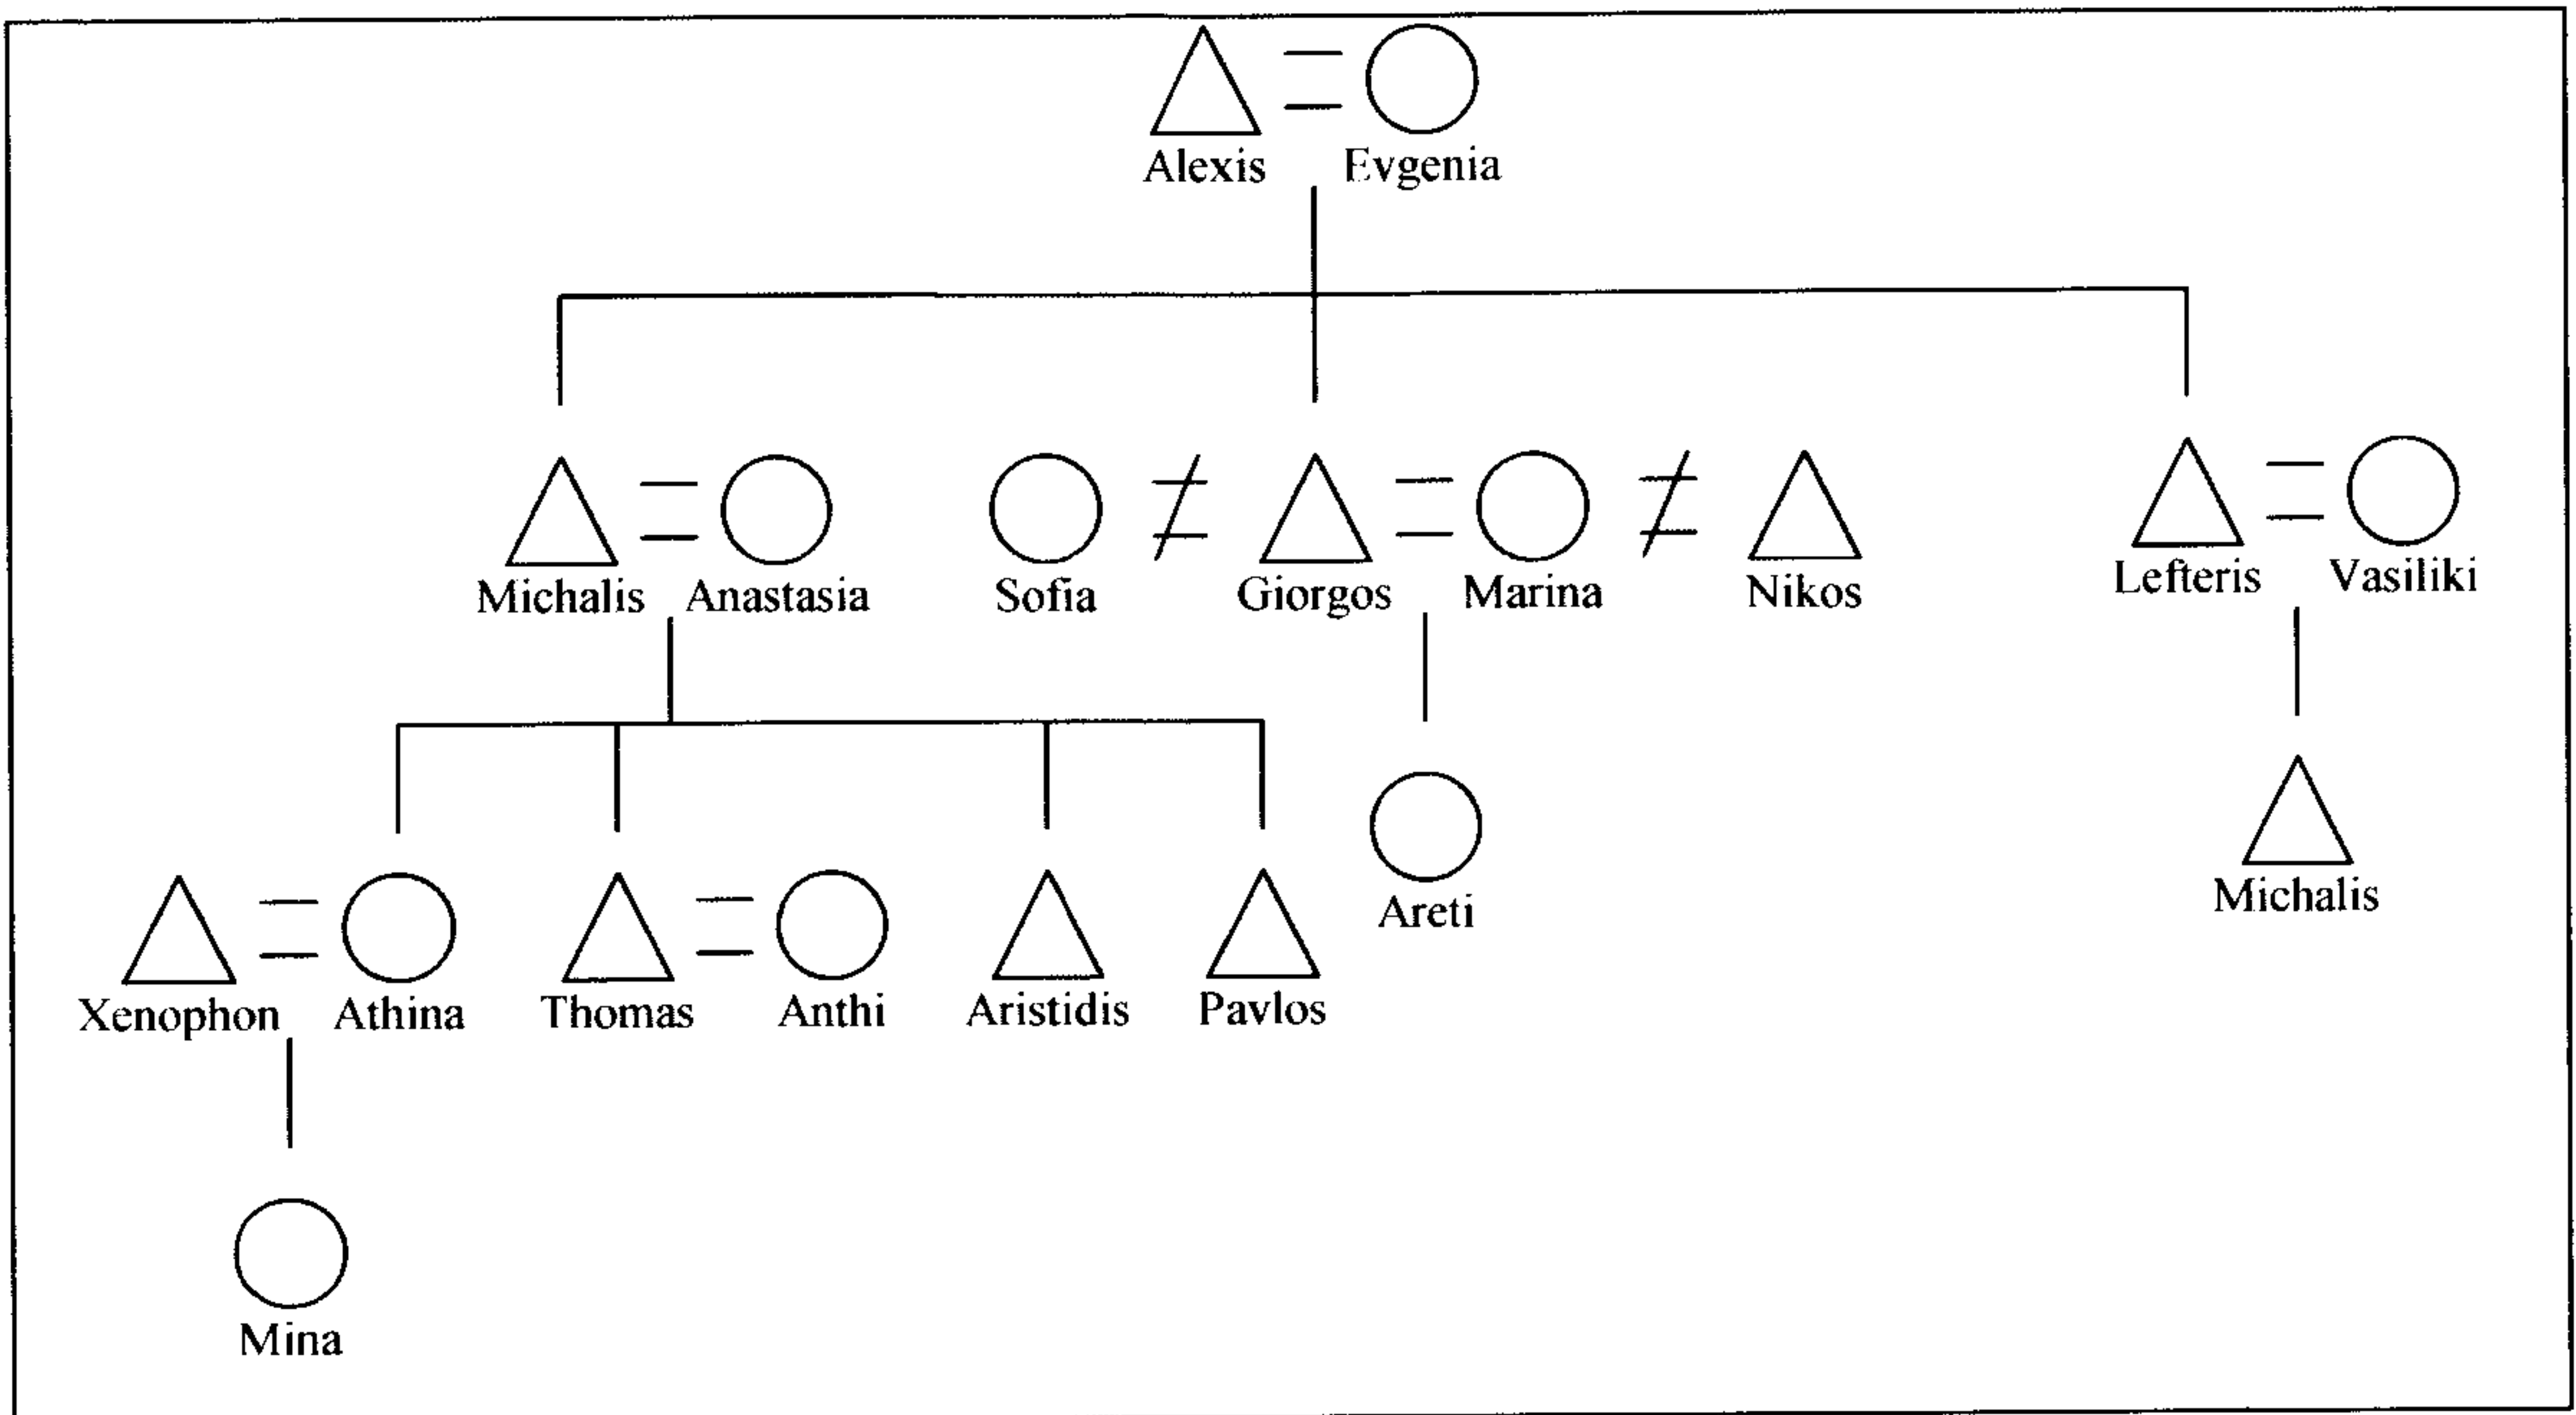 Alexis Evgenia
Michalis Anastasia Sofia Giorgos Marina Nikos Lefteris Vasiliki
Areti Michalis
Xenophon Athina Thomas Anthi Aristidis Pavlos
Mina